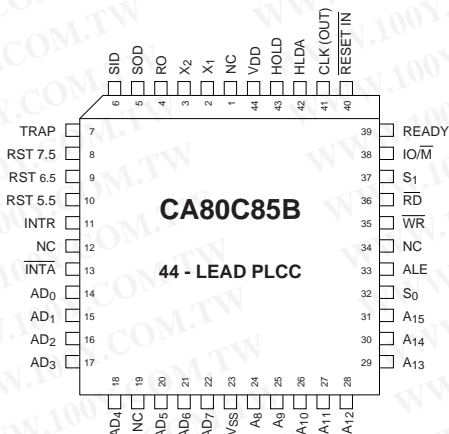 SID SOD RO X2 X1 NC VDD HOLD HLDA CLK (OUT) RESET IN
6 5 4 3 2 1 44 43 42 41 40
TRAP 7 39 READY
RST 7.5 8 38 IO/M
RST 6.5 9 37 S1
RST 5.5 10 36 RD
INTR 11 35 WR
NC 12 34 NC
INTA 13 33 ALE
AD0 14 32 S0
AD1 15 31 A15
AD2 16 30 A14
AD3 17 29 A13
CA80C85B
44 - LEAD PLCC
18 19 20 21 22 23 24 25 26 27 28
AD4 NC AD5 AD6 AD7 VSS A8 A9 A10 A11 A12
WWW.100Y.COM.TW